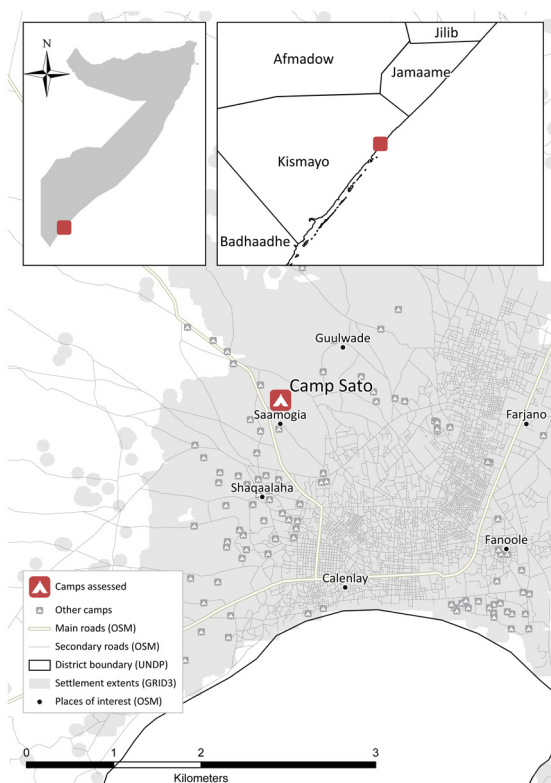 N
Jilib
Afmadow
Jamaame
Kismayo
Badhaadhe
Guulwade
Camp Sato
Saamogia
Farjano
Shaqaalaha
Fanoole
Calenlay
Camps assessed
Other camps
Main roads (OSM)
Secondary roads (OSM)
District boundary (UNDP)
Settlement extents (GRID3)
Places of interest (OSM)
0 1 2 3
Kilometers